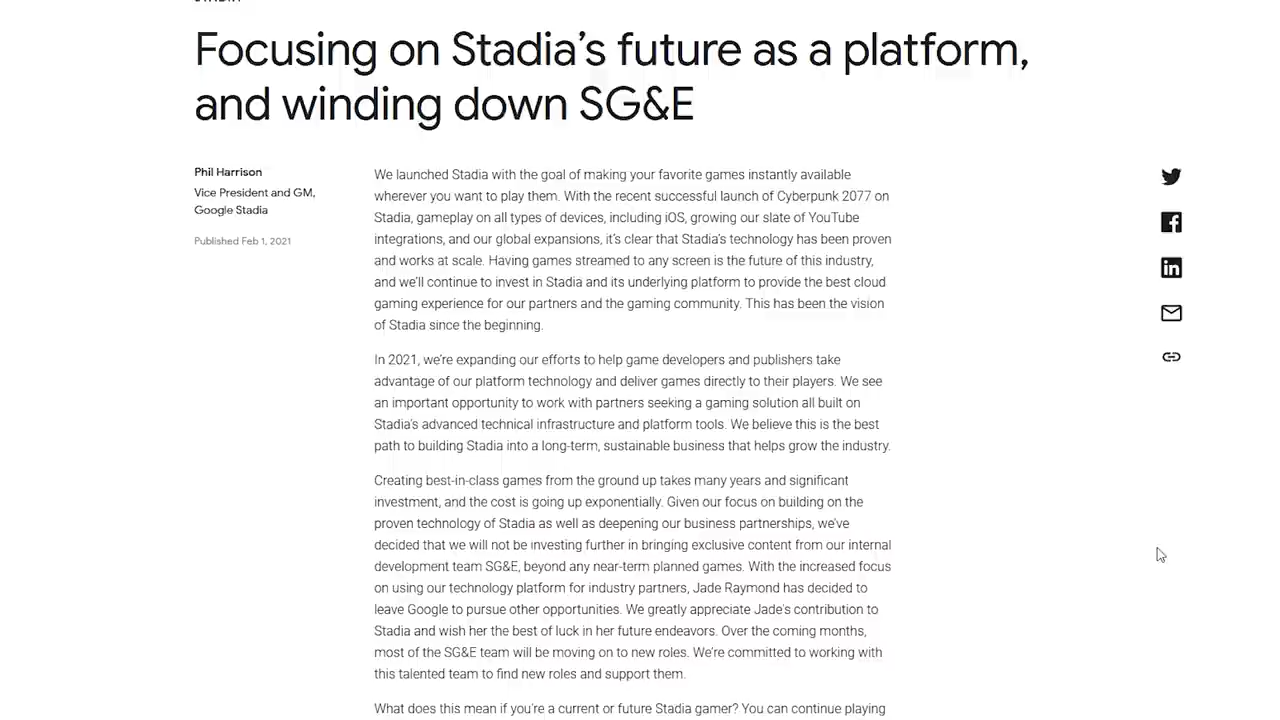 Focusing on Stadia’s future as a platform,
and winding down SG&E
Phil Harrison
Vice President and GM,
Google Stadia
Published Feb 1, 2021
We launched Stadia with the goal of making your favorite games instantly available
wherever you want to play them. With the recent successful launch of Cyberpunk 2077 on
Stadia, gameplay on all types of devices, including iOS, growing our slate of YouTube
integrations, and our global expansions, it’s clear that Stadia’s technology has been proven
and works at scale. Having games streamed to any screen is the future of this industry,
and we’ll continue to invest in Stadia and its underlying platform to provide the best cloud
gaming experience for our partners and the gaming community. This has been the vision
of Stadia since the beginning.
In 2021, we’re expanding our efforts to help game developers and publishers take
advantage of our platform technology and deliver games directly to their players. We see
an important opportunity to work with partners seeking a gaming solution all built on
Stadia’s advanced technical infrastructure and platform tools. We believe this is the best
path to building Stadia into a long-term, sustainable business that helps grow the industry.
Creating best-in-class games from the ground up takes many years and significant
investment, and the cost is going up exponentially. Given our focus on building on the
proven technology of Stadia as well as deepening our business partnerships, we’ve
decided that we will not be investing further in bringing exclusive content from our internal
development team SG&E, beyond any near-term planned games. With the increased focus
on using our technology platform for industry partners, Jade Raymond has decided to
leave Google to pursue other opportunities. We greatly appreciate Jade’s contribution to
Stadia and wish her the best of luck in her future endeavors. Over the coming months,
most of the SG&E team will be moving on to new roles. We’re committed to working with
this talented team to find new roles and support them.
What does this mean if you’re a current or future Stadia gamer? You can continue playing